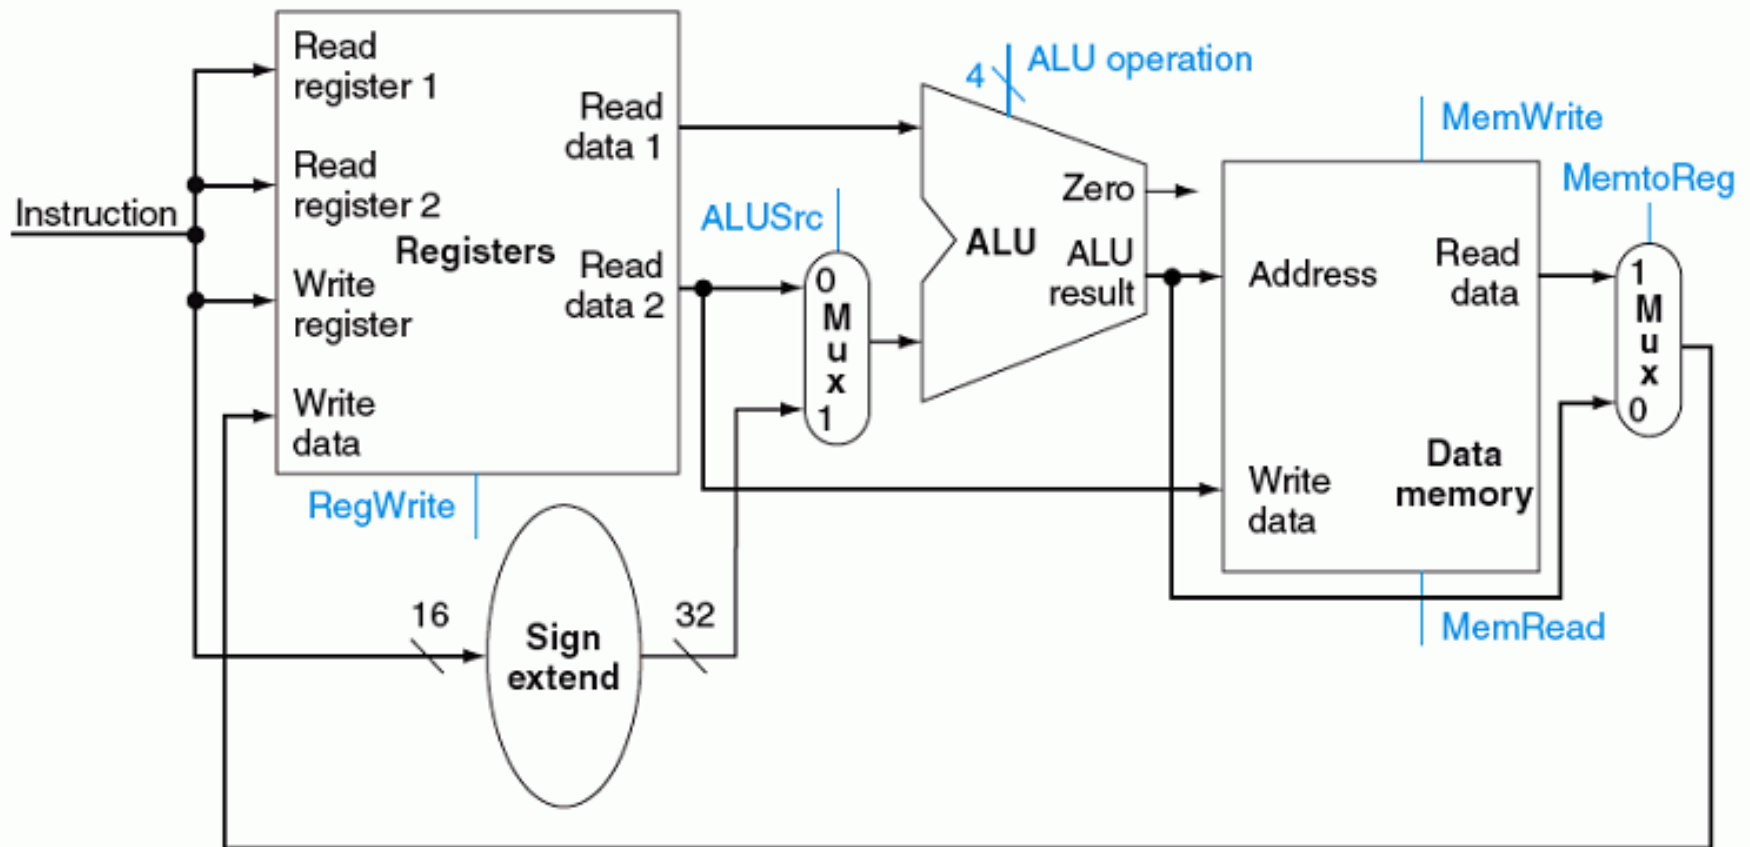 Instruction
Read
register 1
Read
register 2
Registers
Write
register
Write
data
Read
data 1
Read
data 2
RegWrite
16
Sign
extend
32
ALUSrc
0
M
u
x
1
4
ALU operation
Zero
ALU
ALU
result
MemWrite
Address
Read
data
Write
data
Data
memory
MemRead
MemtoReg
1
M
u
x
0